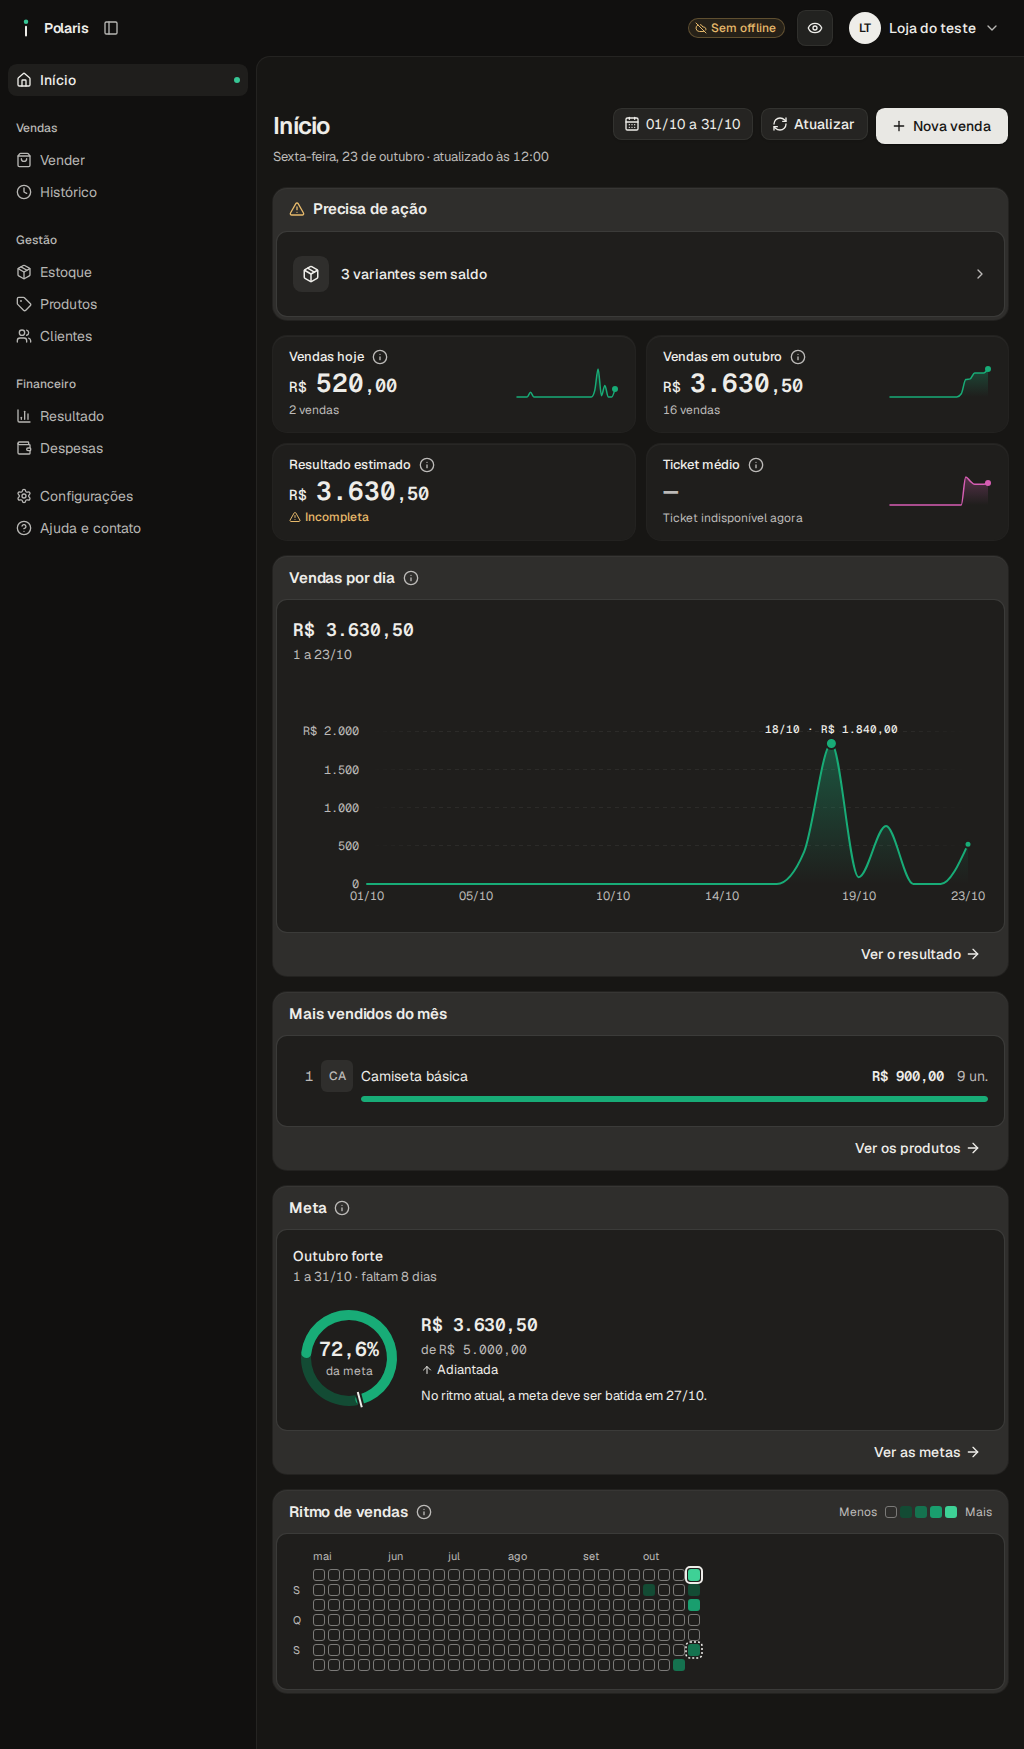 Polaris
Sem offline
LT
Loja do teste
Início
Vendas
Vender
Histórico
Gestão
Estoque
Produtos
Clientes
Financeiro
Resultado
Despesas
Configurações
Ajuda e contato
Início
01/10 a 31/10
Atualizar
Nova venda
Sexta-feira, 23 de outubro · atualizado às 12:00
Precisa de ação
3 variantes sem saldo
Vendas hoje
R$ 520,00
2 vendas
Vendas em outubro
R$ 3.630,50
16 vendas
Resultado estimado
R$ 3.630,50
Incompleta
Ticket médio
—
Ticket indisponível agora
Vendas por dia
R$ 3.630,50
1 a 23/10
18/10 · R$ 1.840,00
R$ 2.000
1.500
1.000
500
0
01/10 05/10 10/10 14/10 19/10 23/10
Ver o resultado
Mais vendidos do mês
1 CA Camiseta básica R$ 900,00 9 un.
Ver os produtos
Meta
Outubro forte
1 a 31/10 · faltam 8 dias
72,6%
da meta
R$ 3.630,50
de R$ 5.000,00
Adiantada
No ritmo atual, a meta deve ser batida em 27/10.
Ver as metas
Ritmo de vendas
Menos Mais
mai jun jul ago set out
S
Q
S